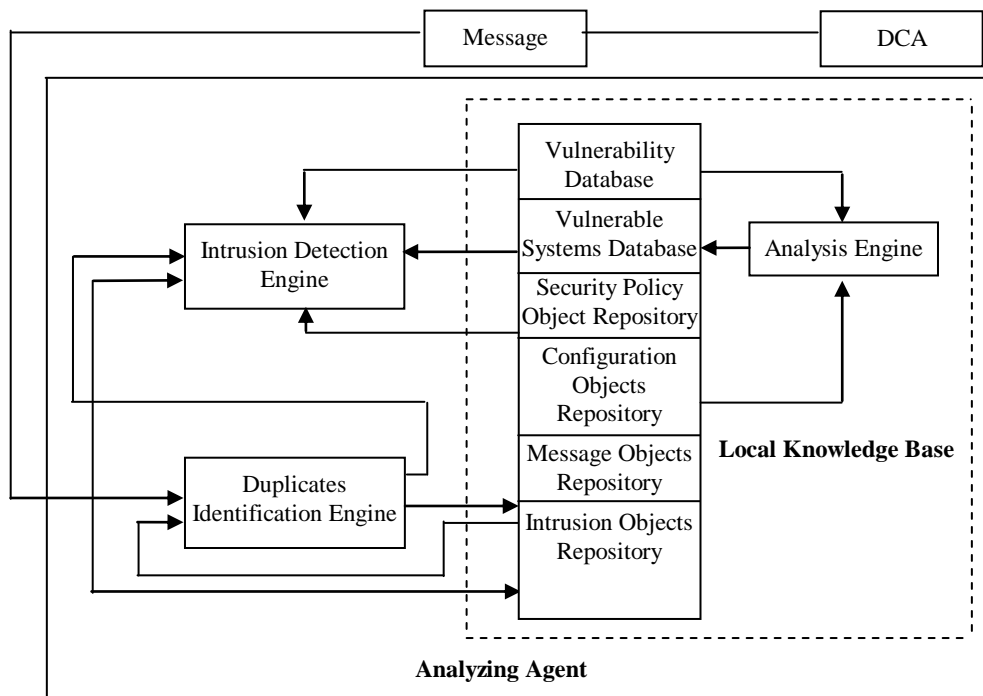 Message
DCA
Vulnerability
Database
Vulnerable
Systems Database
Security Policy
Object Repository
Configuration
Objects
Repository
Message Objects
Repository
Intrusion Objects
Repository
Intrusion Detection
Engine
Analysis Engine
Duplicates
Identification Engine
Local Knowledge Base
Analyzing Agent